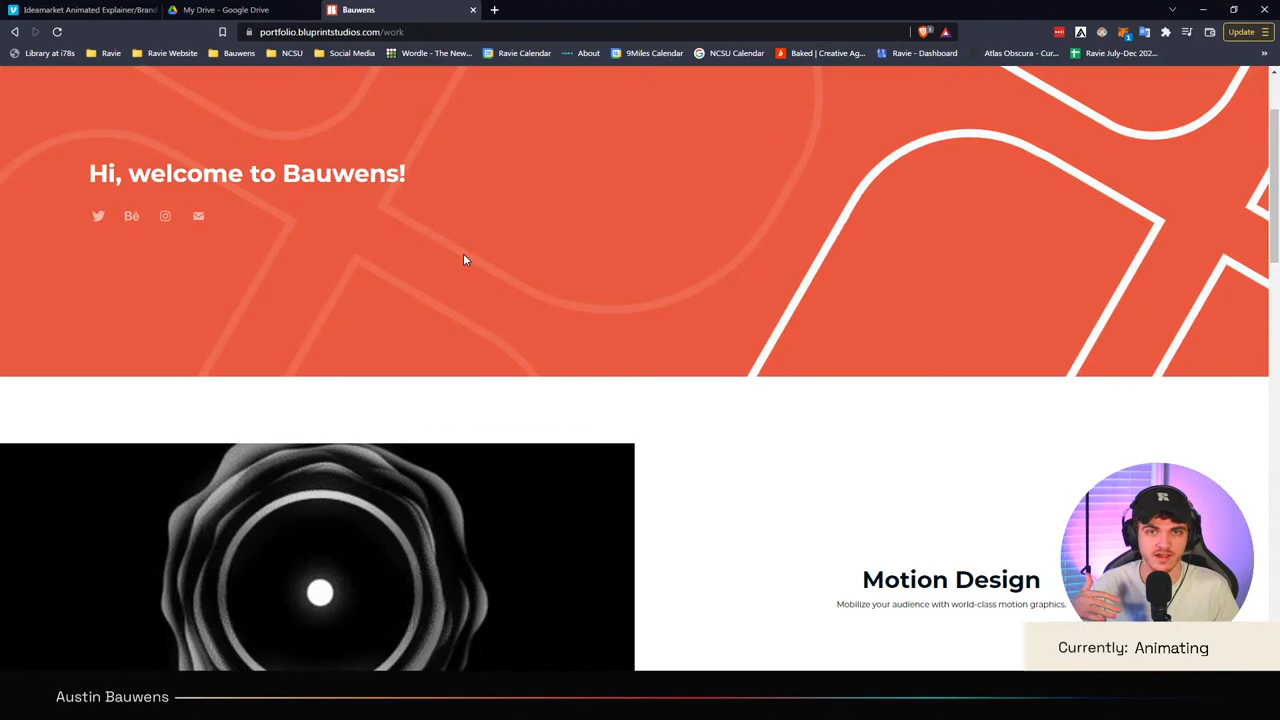 Ideamarket Animated Explainer/Brand
My Drive - Google Drive
Bauwens
portfolio.bluprintstudios.com/work
Update
Library at i78s
Ravie
Ravie Website
Bauwens
NCSU
Social Media
Wordle - The New...
Ravie Calendar
About
9Miles Calendar
NCSU Calendar
Baked | Creative Ag...
Ravie - Dashboard
Atlas Obscura - Cur...
Ravie July-Dec 202...
Hi, welcome to Bauwens!
Bē
Motion Design
Mobilize your audience with world-class motion graphics.
Currently: Animating
Austin Bauwens